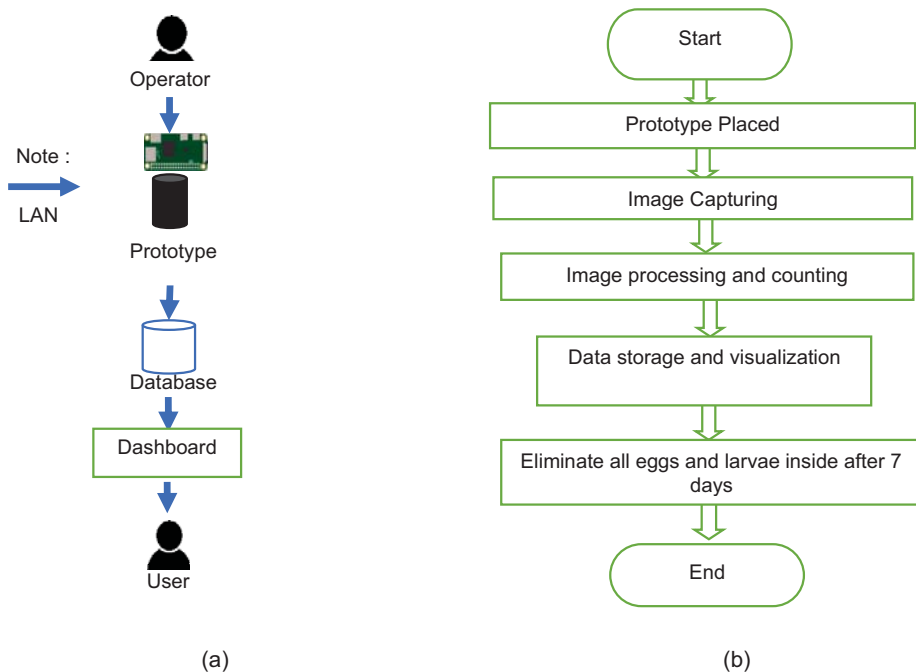 Operator
Note :
LAN
Prototype
Database
Dashboard
User
(a)
Start
Prototype Placed
Image Capturing
Image processing and counting
Data storage and visualization
Eliminate all eggs and larvae inside after 7
days
End
(b)